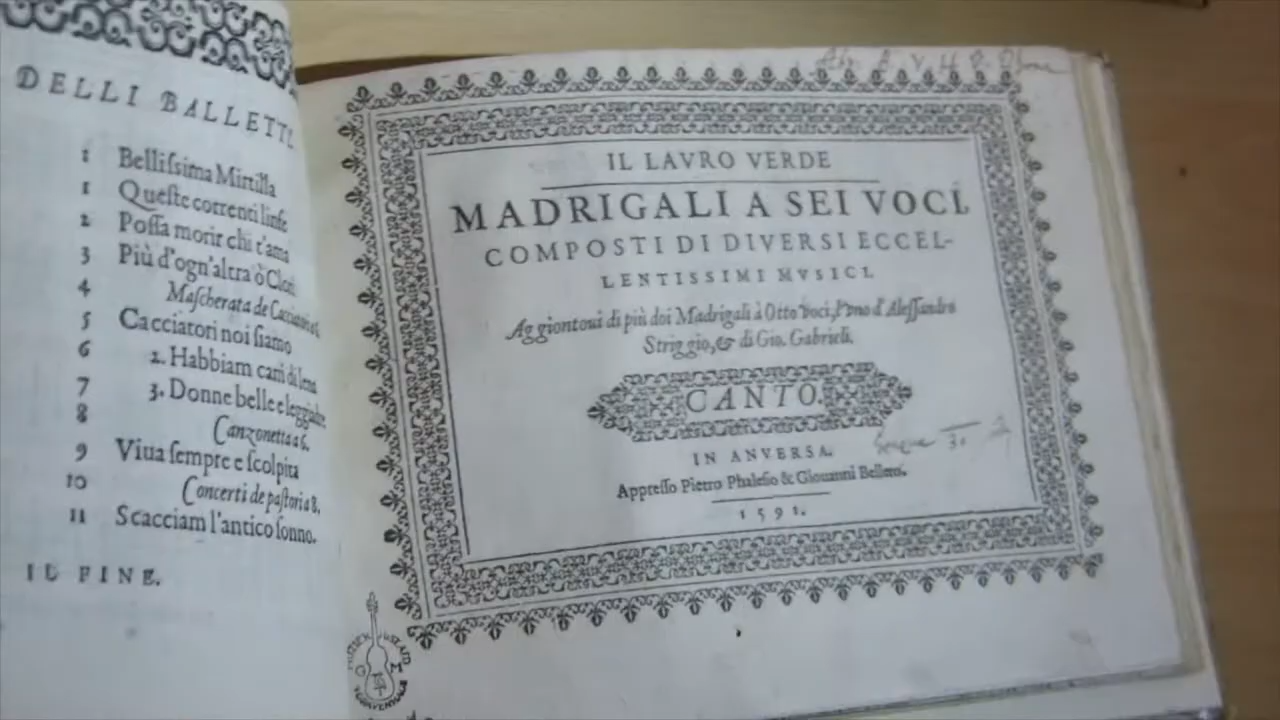 DELLI BALLETTI.
1 Bellissima Mirtilla
1 Queste correnti linfe
2 Possa morir chi t'ama
3 Più d'ogn'altra ò Clori
4 Mascherata de Cacciatori a 6.
5 Cacciatori noi siamo
6 2. Habbiam cani di lena
7 3. Donne belle e leggiadre
8 Canzonetta a 6.
9 Viua sempre e scolpita
10 Concerti de pastori a 8.
11 Scacciam l'antico sonno.
IL FINE.
IL LAVRO VERDE
MADRIGALI A SEI VOCI,
COMPOSTI DI DIVERSI ECCEL-
LENTISSIMI MVSICI.
Aggiontoui di più doi Madrigali à Otto voci, l'vno d'Alessandro
Striggio, & di Gio. Gabrieli.
CANTO.
IN ANVERSA.
Appresso Pietro Phalesio & Giouanni Bellero.
1591.
G M